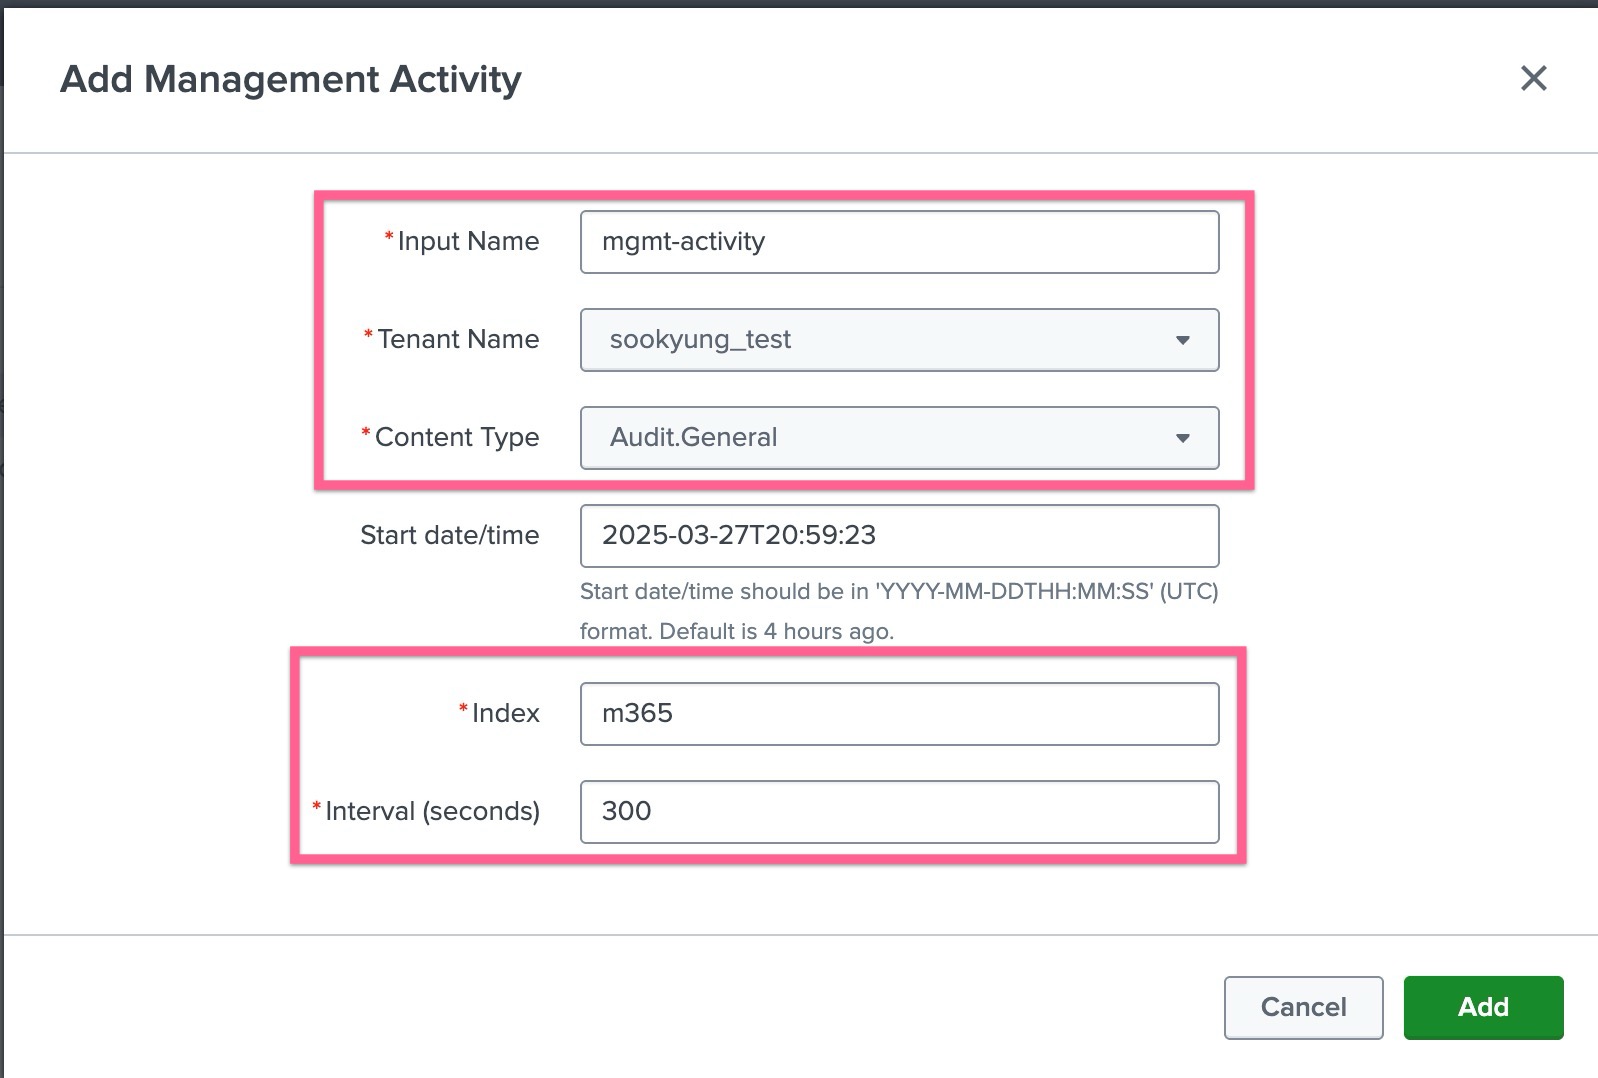 Add Management Activity
*Input Name
mgmt-activity
*Tenant Name
sookyung_test
*Content Type
Audit.General
Start date/time
2025-03-27T20:59:23
Start date/time should be in 'YYYY-MM-DDTHH:MM:SS' (UTC)
format. Default is 4 hours ago.
*Index
m365
*Interval (seconds)
300
Cancel
Add